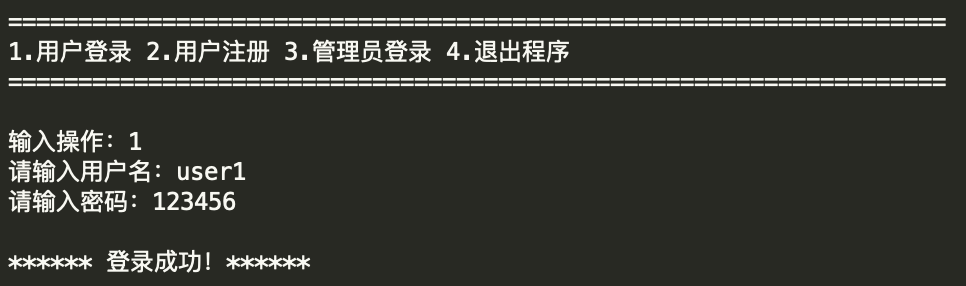 ===================================================================
1.用户登录 2.用户注册 3.管理员登录 4.退出程序
===================================================================
输入操作：1
请输入用户名：user1
请输入密码：123456
****** 登录成功！******